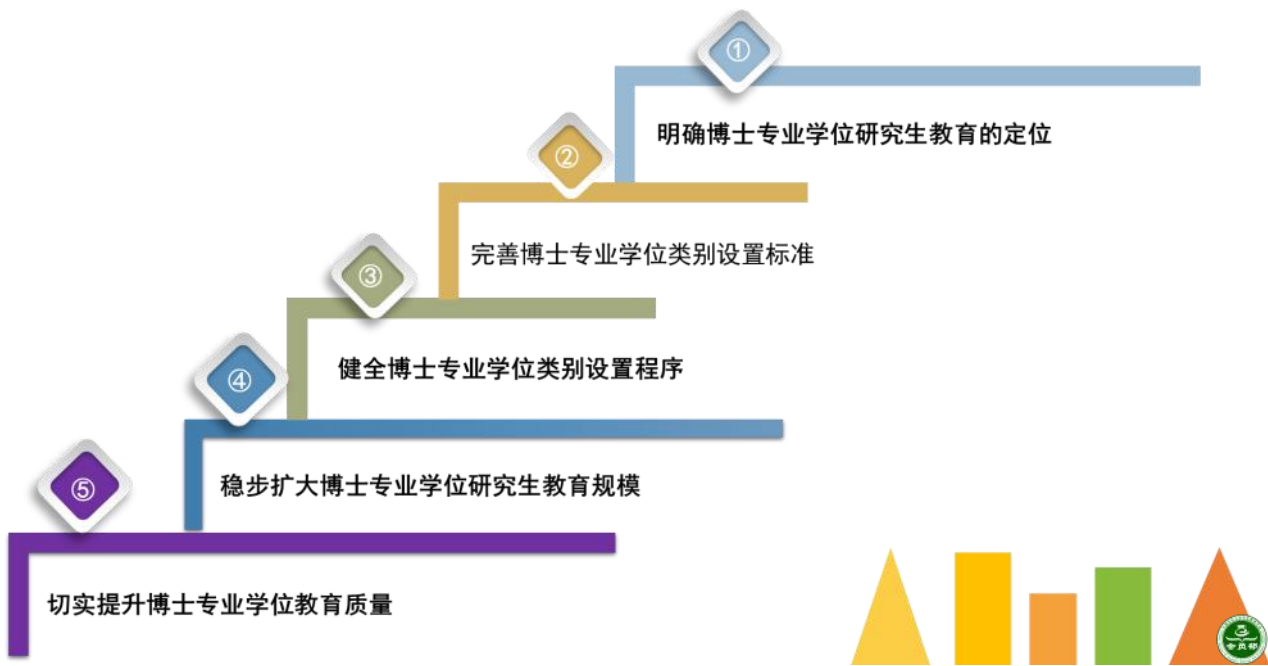 ①
明确博士专业学位研究生教育的定位
②
完善博士专业学位类别设置标准
③
健全博士专业学位类别设置程序
④
稳步扩大博士专业学位研究生教育规模
⑤
切实提升博士专业学位教育质量
会员部